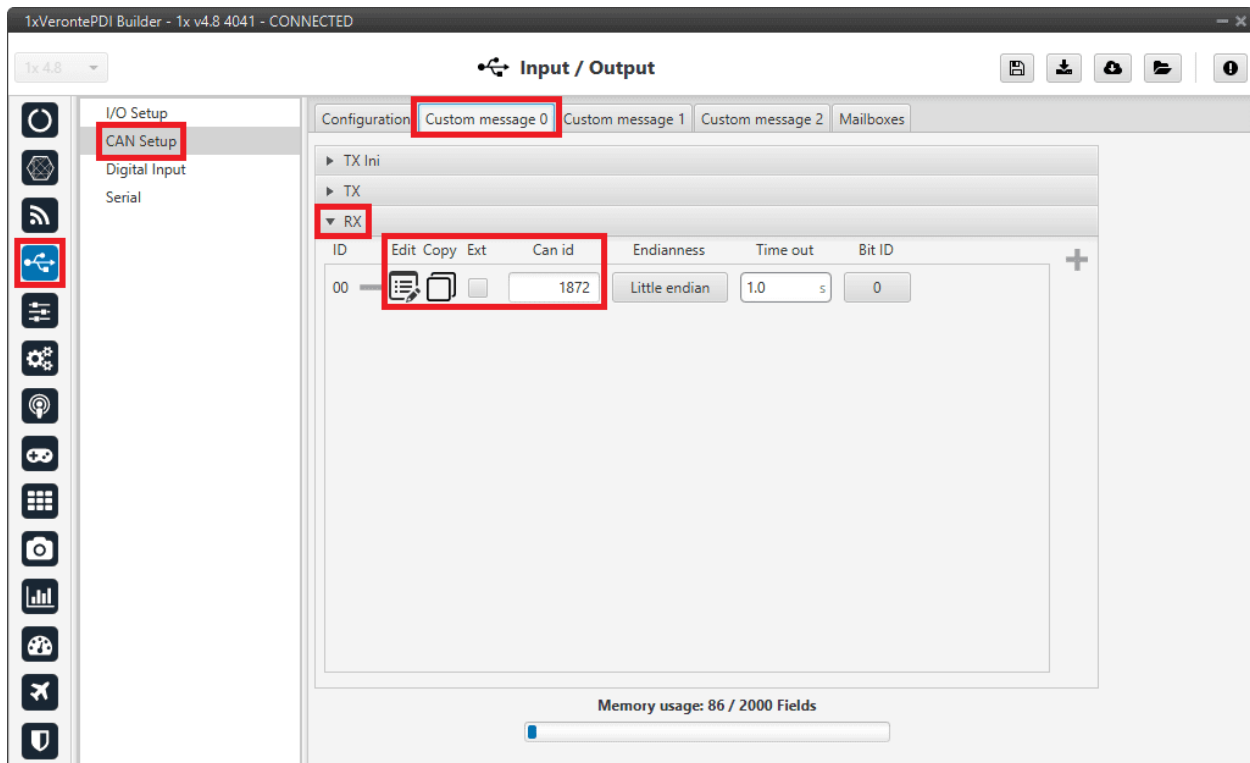 1xVerontePDI Builder - 1x v4.8 4041 - CONNECTED
1x 4.8
Input / Output
I/O Setup
CAN Setup
Digital Input
Serial
Configuration Custom message 0 Custom message 1 Custom message 2 Mailboxes
TX Ini
TX
RX
ID Edit Copy Ext Can id Endianness Time out Bit ID
00 1872 Little endian 1.0 s 0
Memory usage: 86 / 2000 Fields